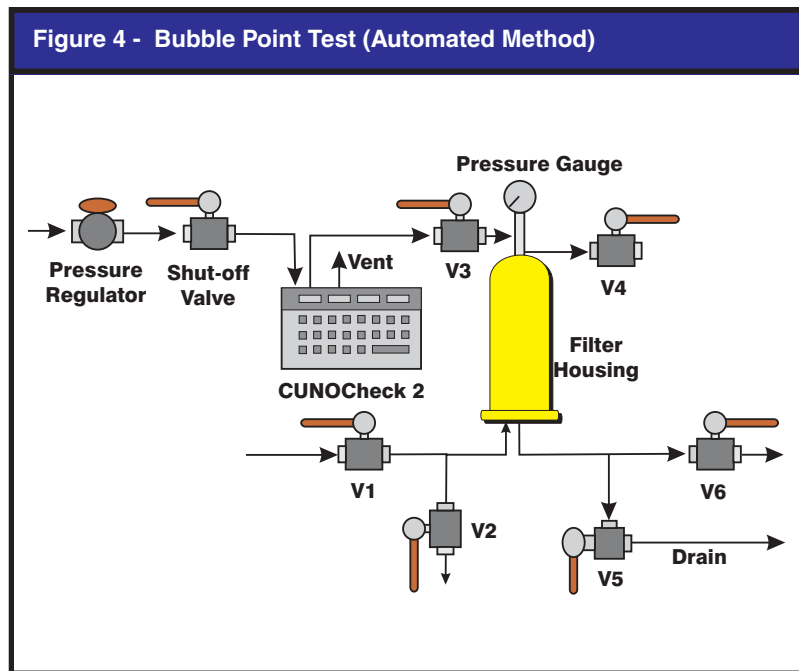 Figure 4 - Bubble Point Test (Automated Method)
Pressure Gauge
Pressure
Regulator
Shut-off
Valve
Vent
V3
V4
CUNOCheck 2
Filter
Housing
V1
V6
V2
V5
Drain